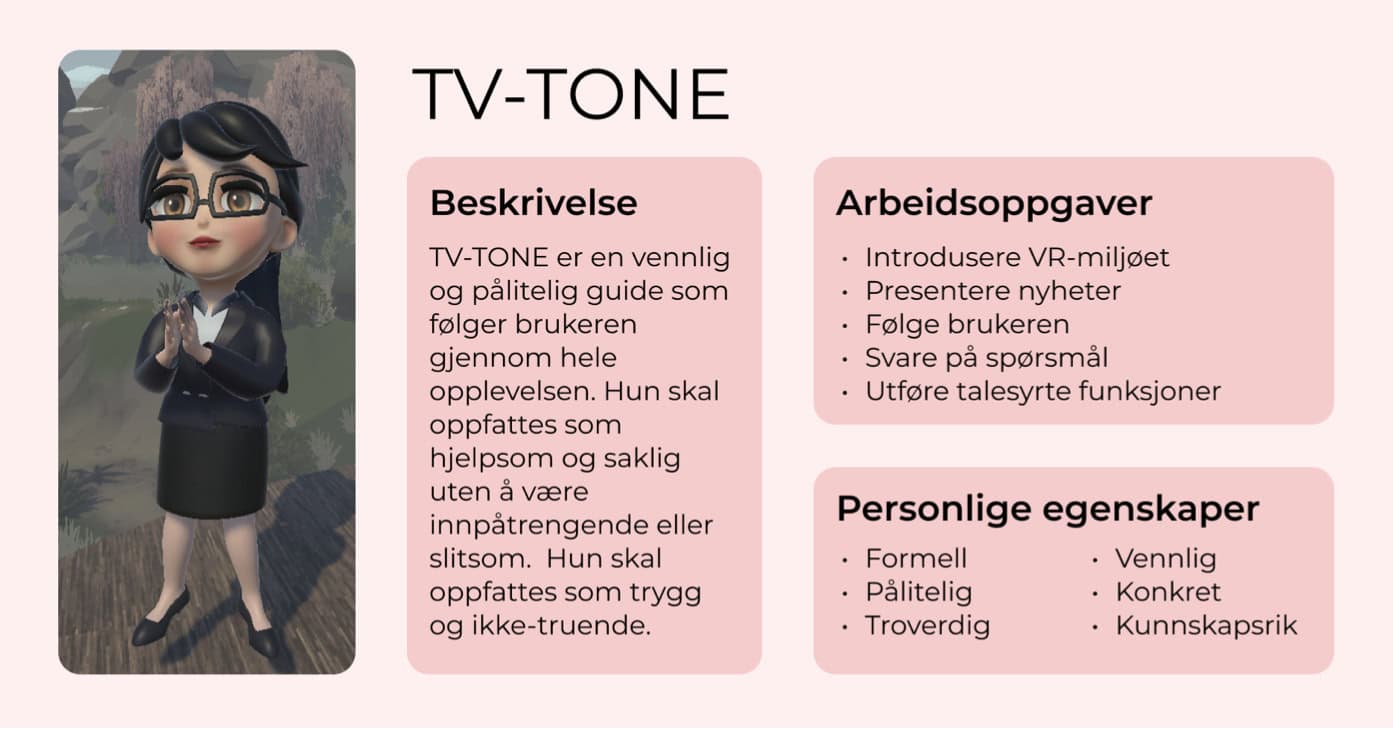 TV-TONE
Beskrivelse
TV-TONE er en vennlig
og pålitelig guide som
følger brukeren
gjennom hele
opplevelsen. Hun skal
oppfattes som
hjelpsom og saklig
uten å være
innpåtrengende eller
slitsom.  Hun skal
oppfattes som trygg
og ikke-truende.
Arbeidsoppgaver
• Introdusere VR-miljøet
• Presentere nyheter
• Følge brukeren
• Svare på spørsmål
• Utføre talesyrte funksjoner
Personlige egenskaper
• Formell
• Pålitelig
• Troverdig
• Vennlig
• Konkret
• Kunnskapsrik